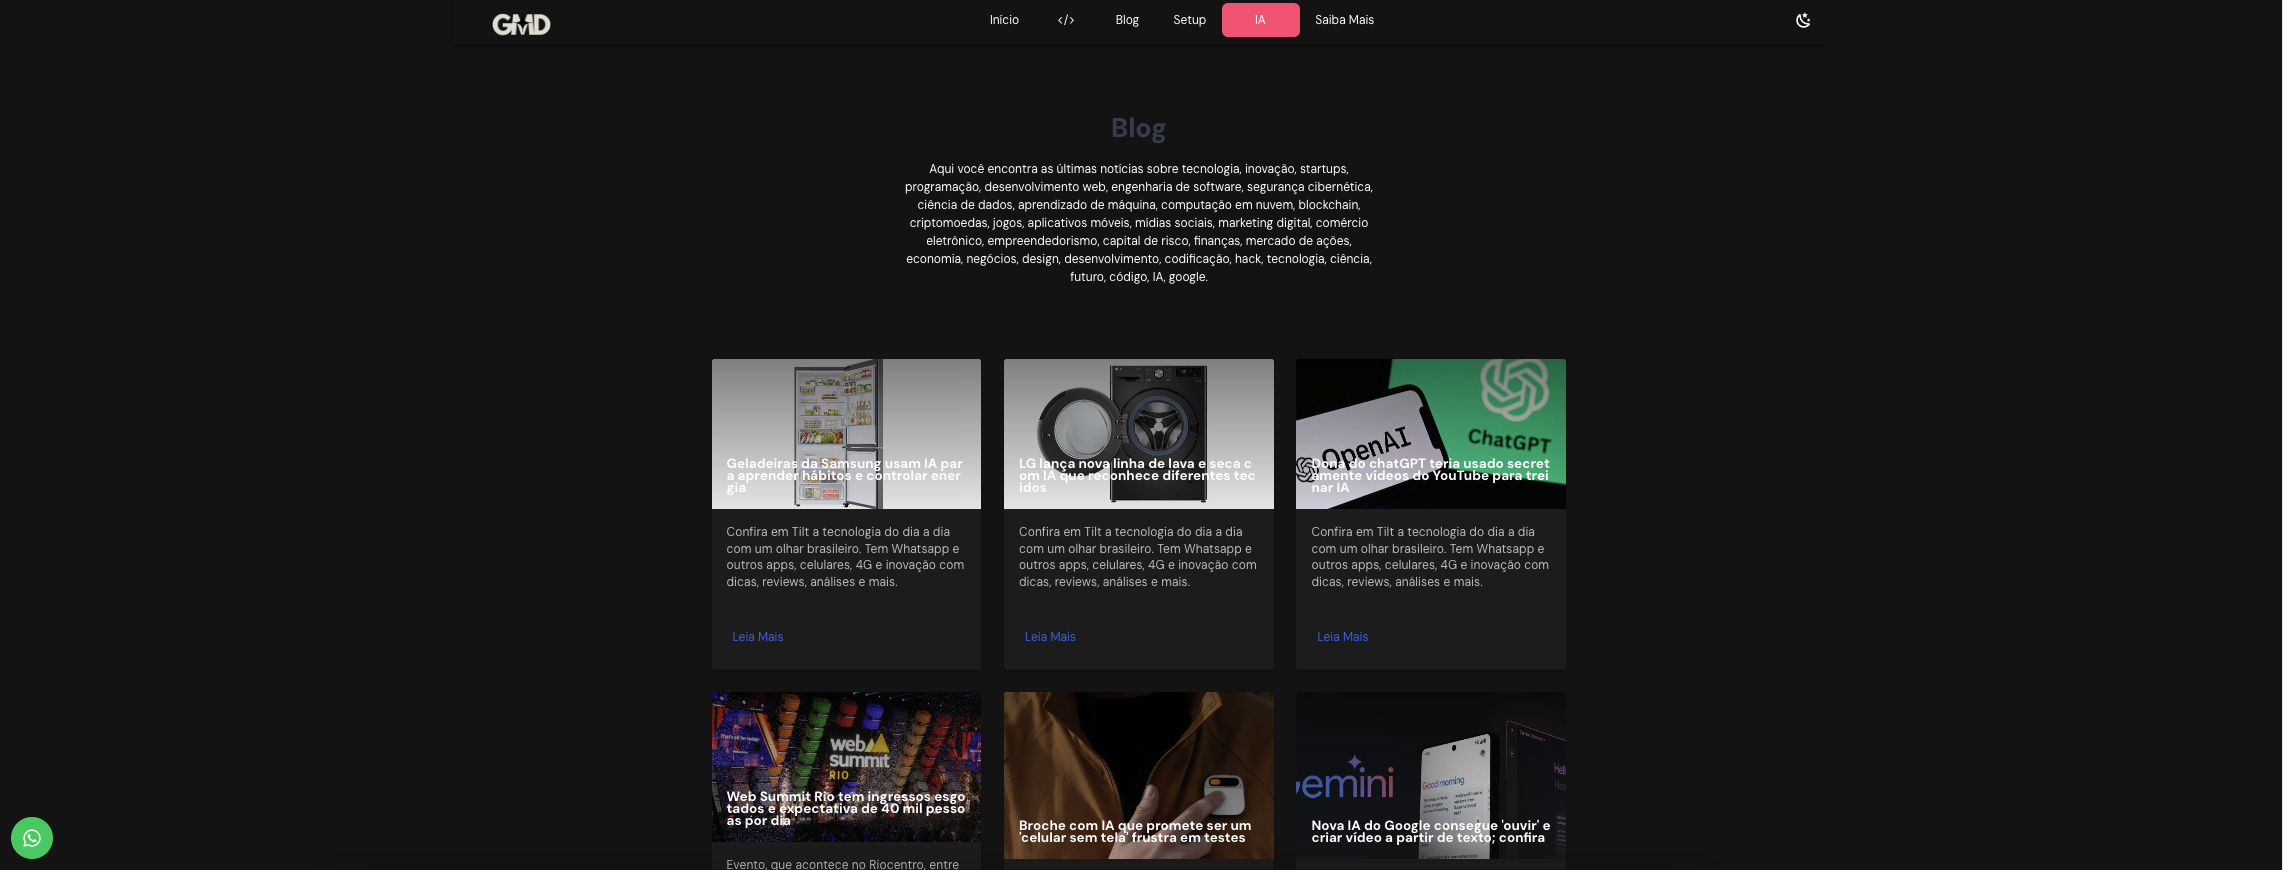 GMD
Início </> Blog Setup IA Saiba Mais
Blog
Aqui você encontra as últimas notícias sobre tecnologia, inovação, startups,
programação, desenvolvimento web, engenharia de software, segurança cibernética,
ciência de dados, aprendizado de máquina, computação em nuvem, blockchain,
criptomoedas, jogos, aplicativos móveis, mídias sociais, marketing digital, comércio
eletrônico, empreendedorismo, capital de risco, finanças, mercado de ações,
economia, negócios, design, desenvolvimento, codificação, hack, tecnologia, ciência,
futuro, código, IA, google.
Geladeiras da Samsung usam IA par
a aprender hábitos e controlar ener
gia
Confira em Tilt a tecnologia do dia a dia
com um olhar brasileiro. Tem Whatsapp e
outros apps, celulares, 4G e inovação com
dicas, reviews, análises e mais.
Leia Mais
LG lança nova linha de lava e seca c
om IA que reconhece diferentes tec
idos
Confira em Tilt a tecnologia do dia a dia
com um olhar brasileiro. Tem Whatsapp e
outros apps, celulares, 4G e inovação com
dicas, reviews, análises e mais.
Leia Mais
OpenAI
ChatGPT
Dona do chatGPT teria usado secret
amente vídeos do YouTube para trei
nar IA
Confira em Tilt a tecnologia do dia a dia
com um olhar brasileiro. Tem Whatsapp e
outros apps, celulares, 4G e inovação com
dicas, reviews, análises e mais.
Leia Mais
That's all for today!
web
summit
RIO
Web Summit Rio tem ingressos esgo
tados e expectativa de 40 mil pesso
as por dia
Evento, que acontece no Riocentro, entre
Broche com IA que promete ser um
'celular sem tela' frustra em testes
emini
Good morning
Nova IA do Google consegue 'ouvir' e
criar vídeo a partir de texto; confira